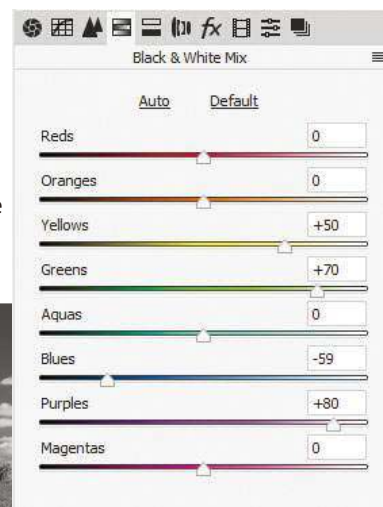 fx
Black & White Mix
Auto Default
Reds 0
Oranges 0
Yellows +50
Greens +70
Aquas 0
Blues -59
Purples +80
Magentas 0